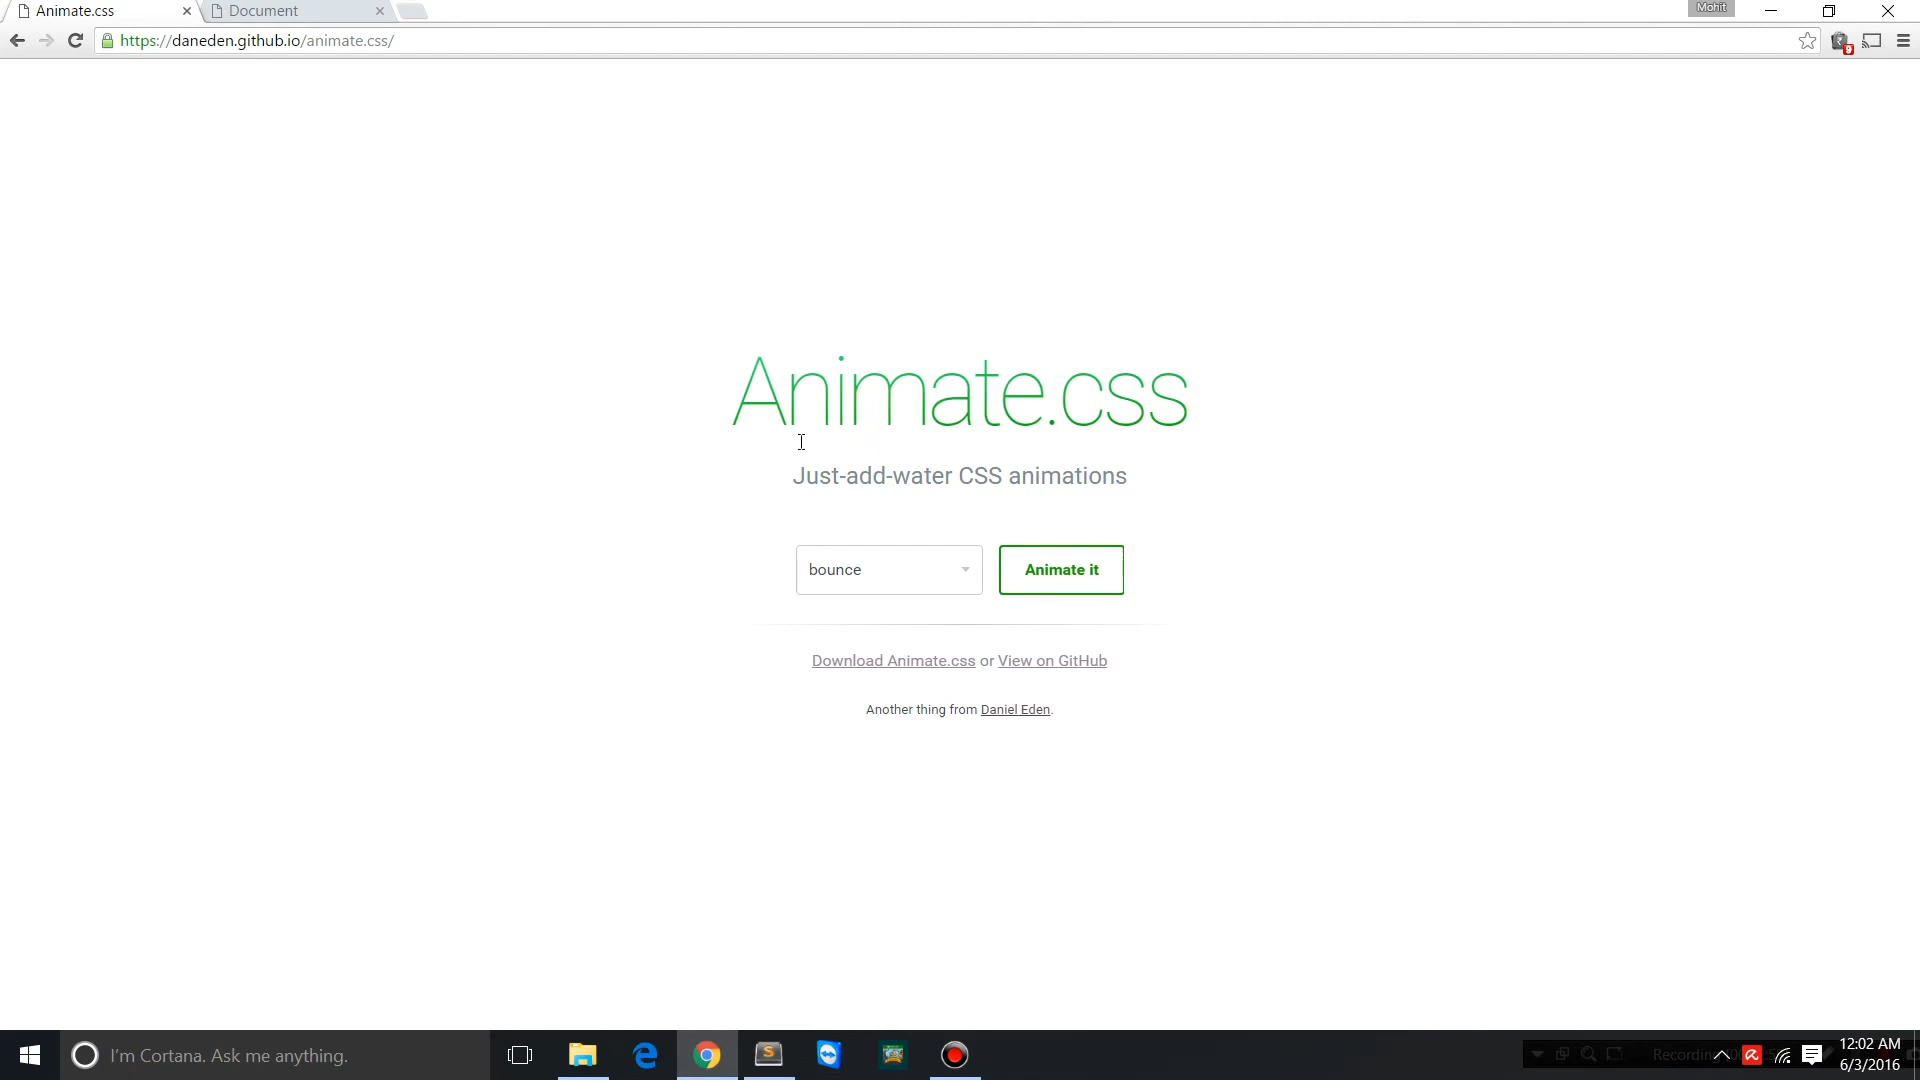 Animate.css
Document
Mohit
https://daneden.github.io/animate.css/
9
Animate.css
Just-add-water CSS animations
bounce
Animate it
Download Animate.css or View on GitHub
Another thing from Daniel Eden.
I'm Cortana. Ask me anything.
12:02 AM
6/3/2016